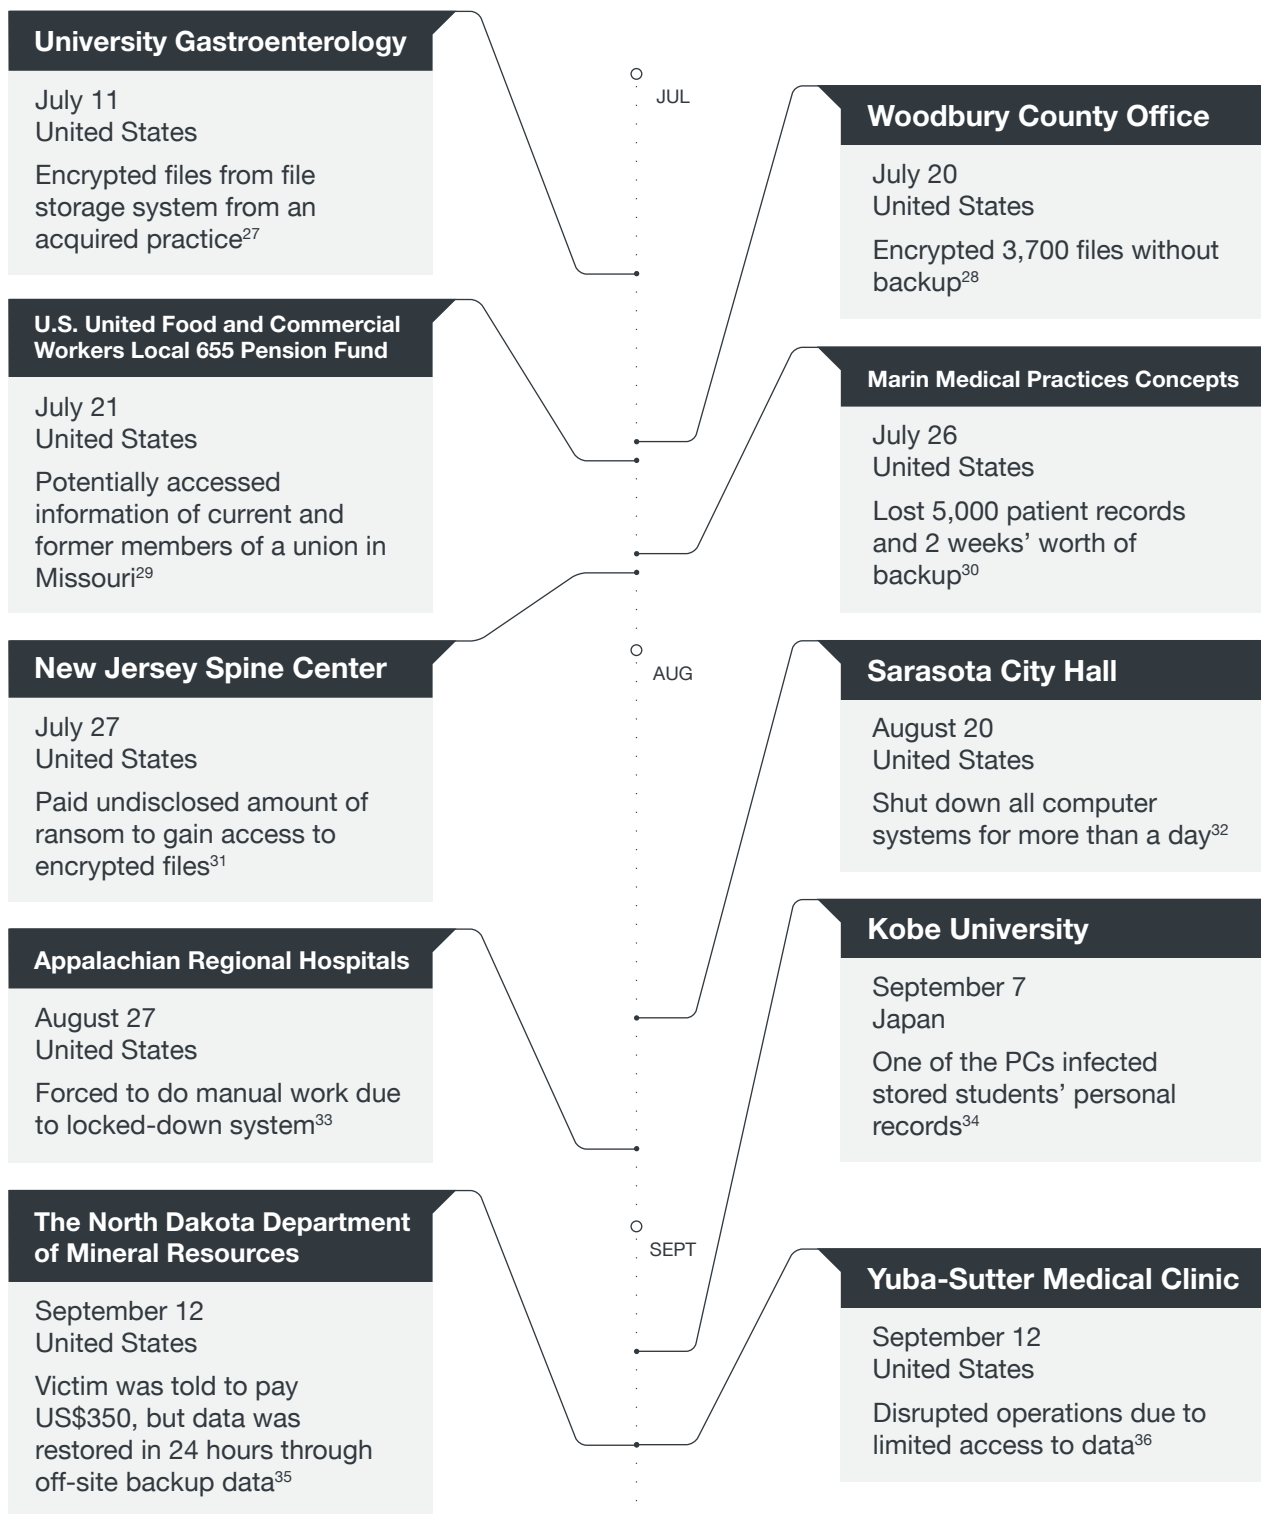 University Gastroenterology
July 11
United States
Encrypted files from file
storage system from an
acquired practice27
JUL
Woodbury County Office
July 20
United States
Encrypted 3,700 files without
backup28
U.S. United Food and Commercial
Workers Local 655 Pension Fund
July 21
United States
Potentially accessed
information of current and
former members of a union in
Missouri29
Marin Medical Practices Concepts
July 26
United States
Lost 5,000 patient records
and 2 weeks’ worth of
backup30
New Jersey Spine Center
July 27
United States
Paid undisclosed amount of
ransom to gain access to
encrypted files31
AUG
Sarasota City Hall
August 20
United States
Shut down all computer
systems for more than a day32
Appalachian Regional Hospitals
August 27
United States
Forced to do manual work due
to locked-down system33
Kobe University
September 7
Japan
One of the PCs infected
stored students’ personal
records34
The North Dakota Department
of Mineral Resources
September 12
United States
Victim was told to pay
US$350, but data was
restored in 24 hours through
off-site backup data35
SEPT
Yuba-Sutter Medical Clinic
September 12
United States
Disrupted operations due to
limited access to data36